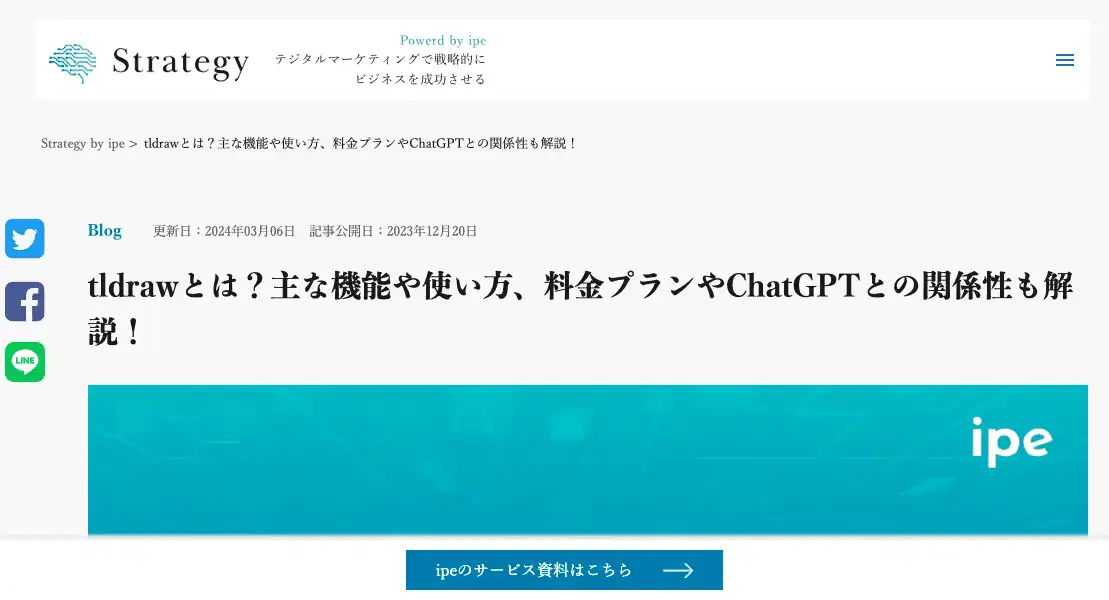 Strategy
Powerd by ipe
テジタルマーケティングで戦略的に
ビジネスを成功させる
Strategy by ipe > tldrawとは？主な機能や使い方、料金プランやChatGPTとの関係性も解説！
Blog 更新日：2024年03月06日 記事公開日：2023年12月20日
tldrawとは？主な機能や使い方、料金プランやChatGPTとの関係性も解
説！
LINE
ipe
ipeのサービス資料はこちら